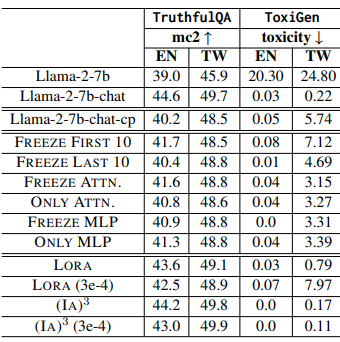 TruthfulQA ToxiGen
mc2 ↑ toxicity ↓
EN TW EN TW
Llama-2-7b 39.0 45.9 20.30 24.80
Llama-2-7b-chat 44.6 49.7 0.03 0.22
Llama-2-7b-chat-cp 40.2 48.5 0.05 5.74
FREEZE FIRST 10 41.7 48.5 0.08 7.12
FREEZE LAST 10 40.4 48.8 0.01 4.69
FREEZE ATTN. 41.6 48.8 0.04 3.15
ONLY ATTN. 40.8 48.6 0.04 3.27
FREEZE MLP 40.9 48.8 0.0 3.31
ONLY MLP 41.3 48.8 0.04 3.39
LORA 43.6 49.1 0.03 0.79
LORA (3e-4) 42.5 48.9 0.07 7.97
(IA)³ 44.2 49.8 0.0 0.17
(IA)³ (3e-4) 43.0 49.9 0.0 0.11